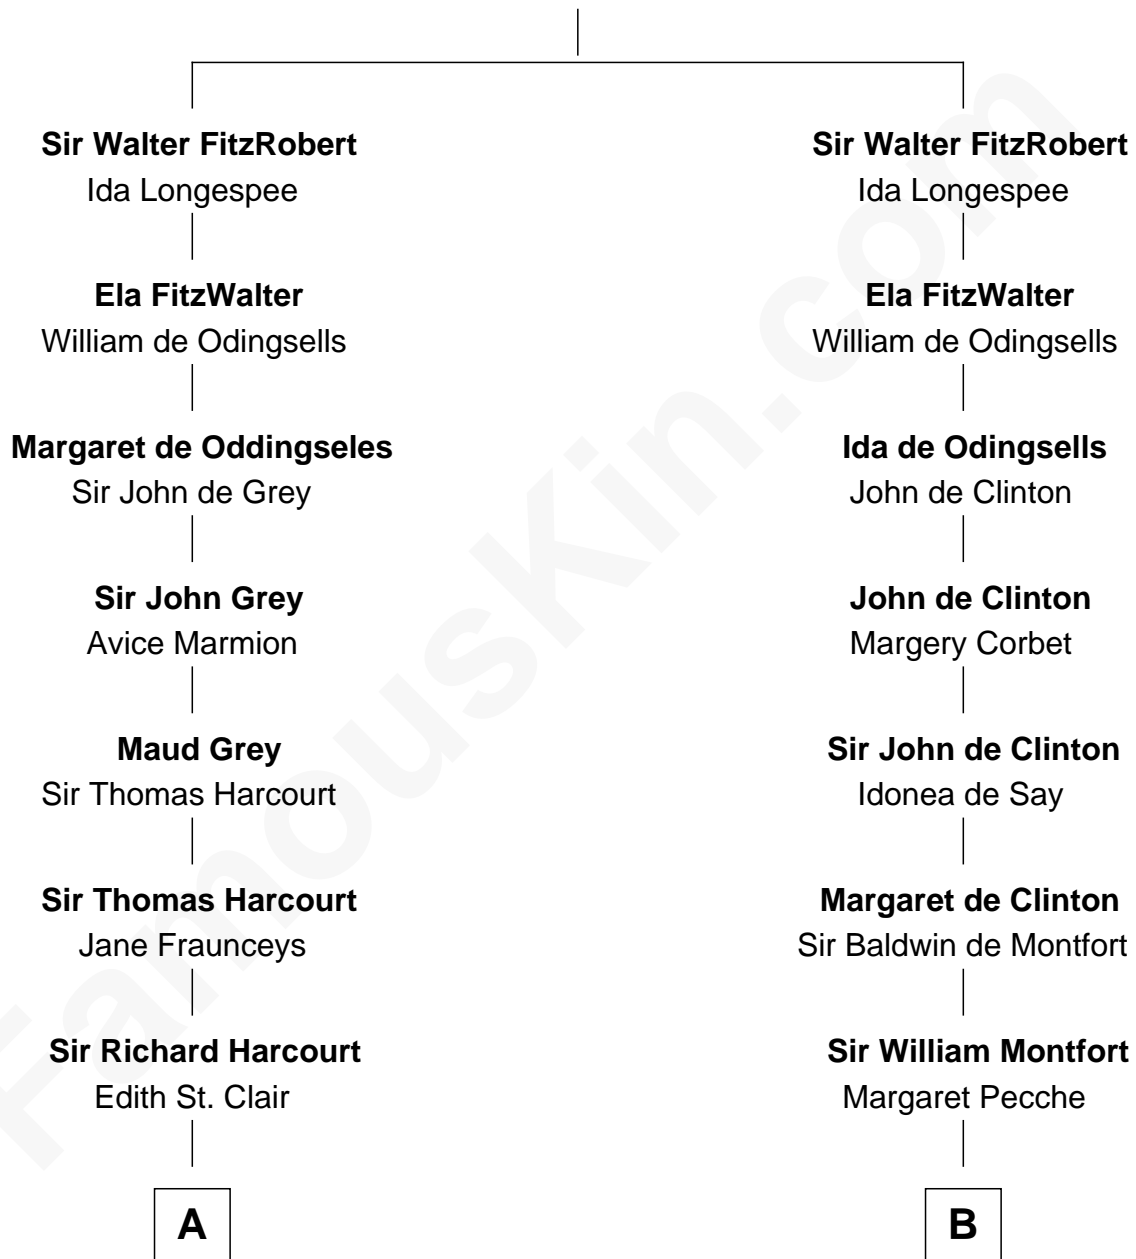 Sir Walter FitzRobert
Ida Longespee
Ela FitzWalter
William de Odingsells
Margaret de Oddingseles
Sir John de Grey
Sir John Grey
Avice Marmion
Maud Grey
Sir Thomas Harcourt
Sir Thomas Harcourt
Jane Fraunceys
Sir Richard Harcourt
Edith St. Clair
A
Sir Walter FitzRobert
Ida Longespee
Ela FitzWalter
William de Odingsells
Ida de Odingsells
John de Clinton
John de Clinton
Margery Corbet
Sir John de Clinton
Idonea de Say
Margaret de Clinton
Sir Baldwin de Montfort
Sir William Montfort
Margaret Pecche
B
FamousKin.com